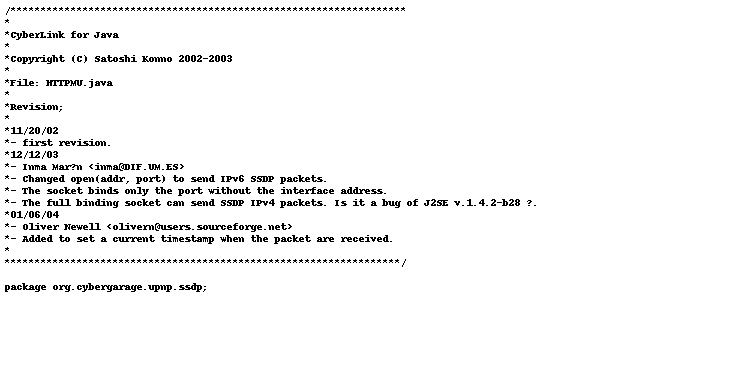 /******************************************************************
*
*CyberLink for Java
*
*Copyright (C) Satoshi Konno 2002-2003
*
*File: HTTPMU.java
*
*Revision;
*
*11/20/02
*- first revision.
*12/12/03
*- Inma Mar?n <inma@DIF.UM.ES>
*- Changed open(addr, port) to send IPv6 SSDP packets.
*- The socket binds only the port without the interface address.
*- The full binding socket can send SSDP IPv4 packets. Is it a bug of J2SE v.1.4.2-b28 ?.
*01/06/04
*- Oliver Newell <olivern@users.sourceforge.net>
*- Added to set a current timestamp when the packet are received.
*
******************************************************************/
package org.cybergarage.upnp.ssdp;